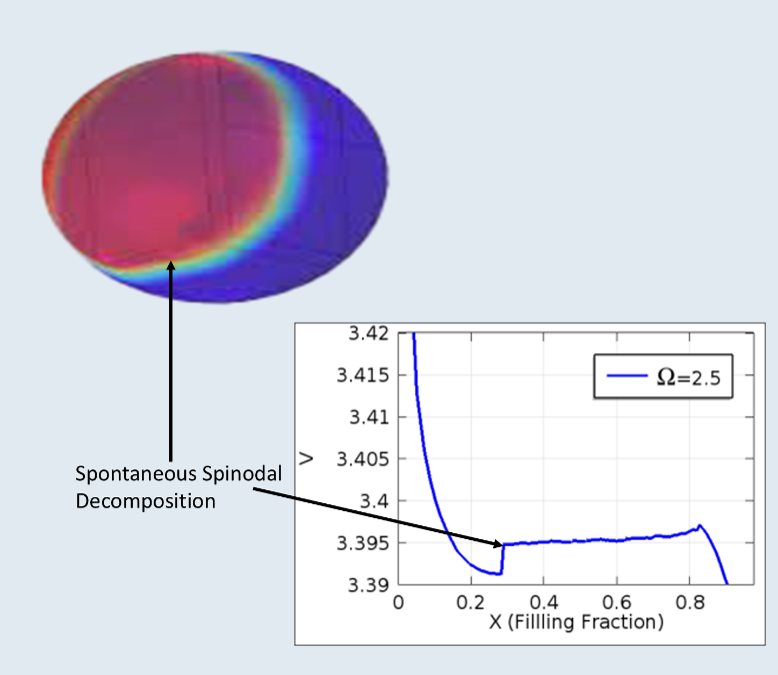 3.42
3.415
3.41
3.405
3.4
3.395
3.39
V
Ω=2.5
Spontaneous Spinodal
Decomposition
0 0.2 0.4 0.6 0.8
X (Fillling Fraction)